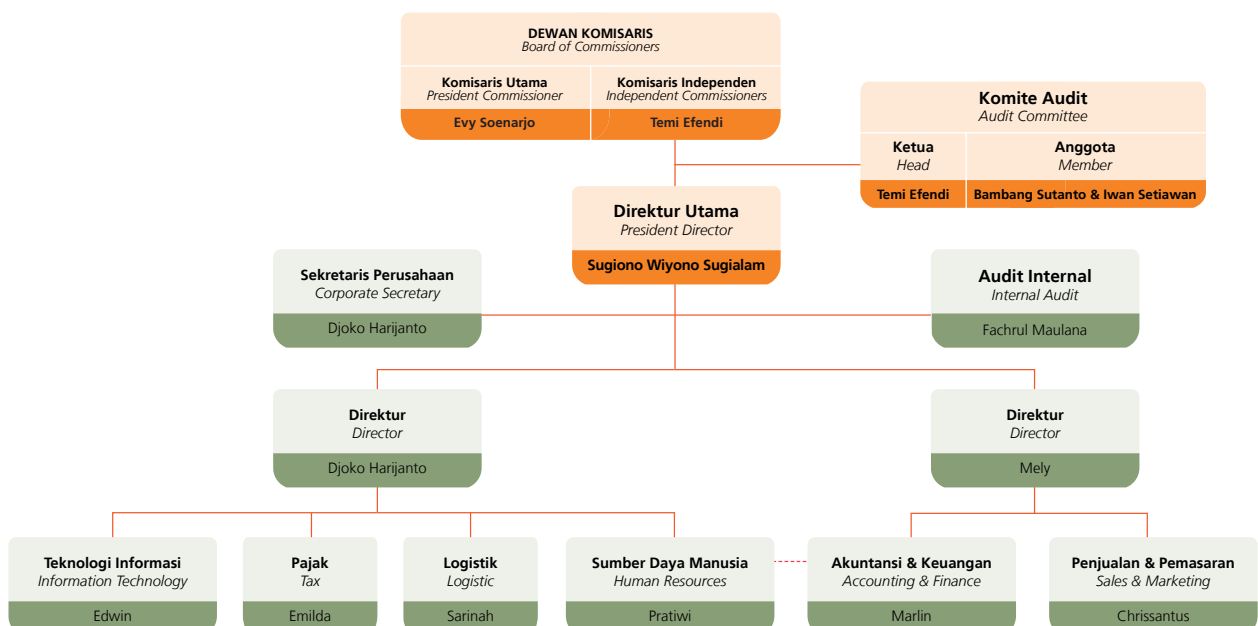 DEWAN KOMISARIS
Board of Commissioners
Komisaris Utama
President Commissioner
Evy Soenarjo
Komisaris Independen
Independent Commissioners
Temi Efendi
Komite Audit
Audit Committee
Ketua
Head
Temi Efendi
Anggota
Member
Bambang Sutanto & Iwan Setiawan
Direktur Utama
President Director
Sugiono Wiyono Sugialam
Sekretaris Perusahaan
Corporate Secretary
Djoko Harijanto
Audit Internal
Internal Audit
Fachrul Maulana
Direktur
Director
Djoko Harijanto
Direktur
Director
Mely
Teknologi Informasi
Information Technology
Edwin
Pajak
Tax
Emilda
Logistik
Logistic
Sarinah
Sumber Daya Manusia
Human Resources
Pratiwi
Akuntansi & Keuangan
Accounting & Finance
Marlin
Penjualan & Pemasaran
Sales & Marketing
Chrissantus